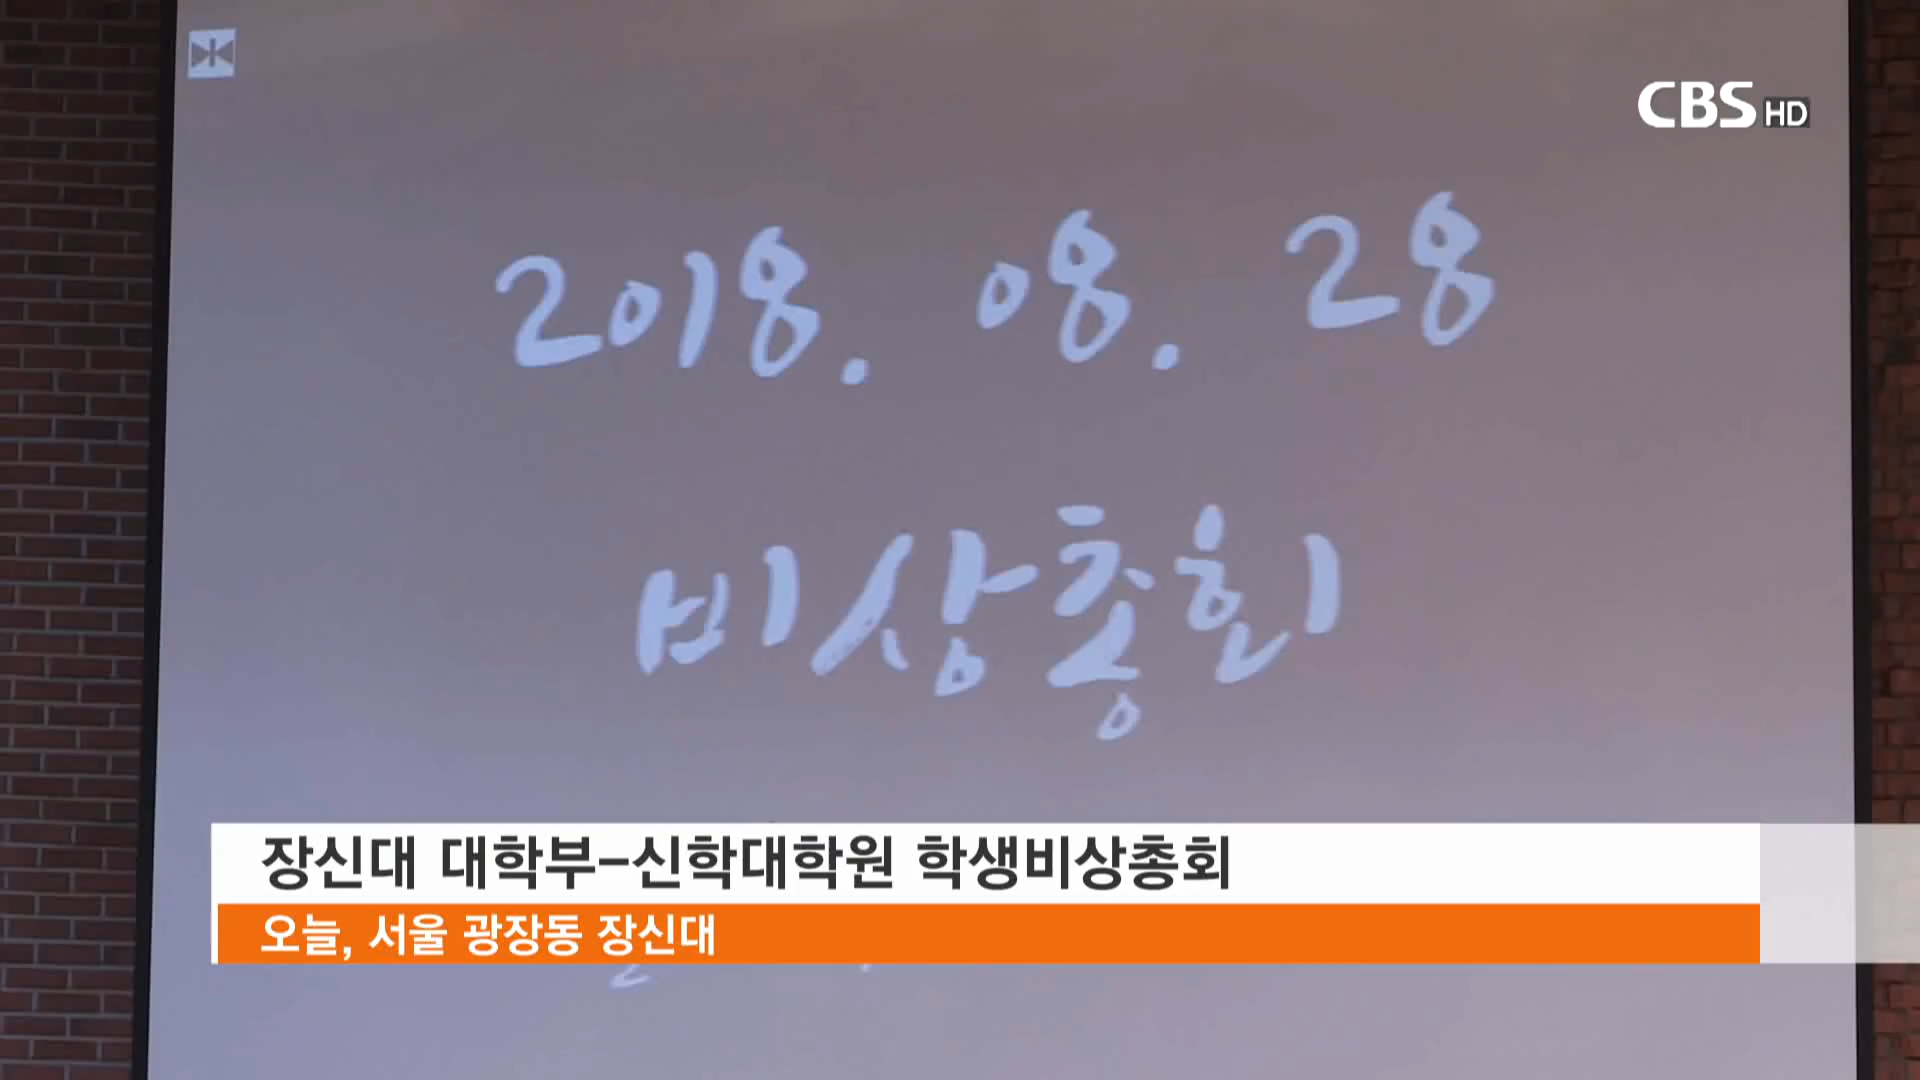 CBS HD
2018. 08. 28
비상총회
장신대 대학부-신학대학원 학생비상총회
오늘, 서울 광장동 장신대